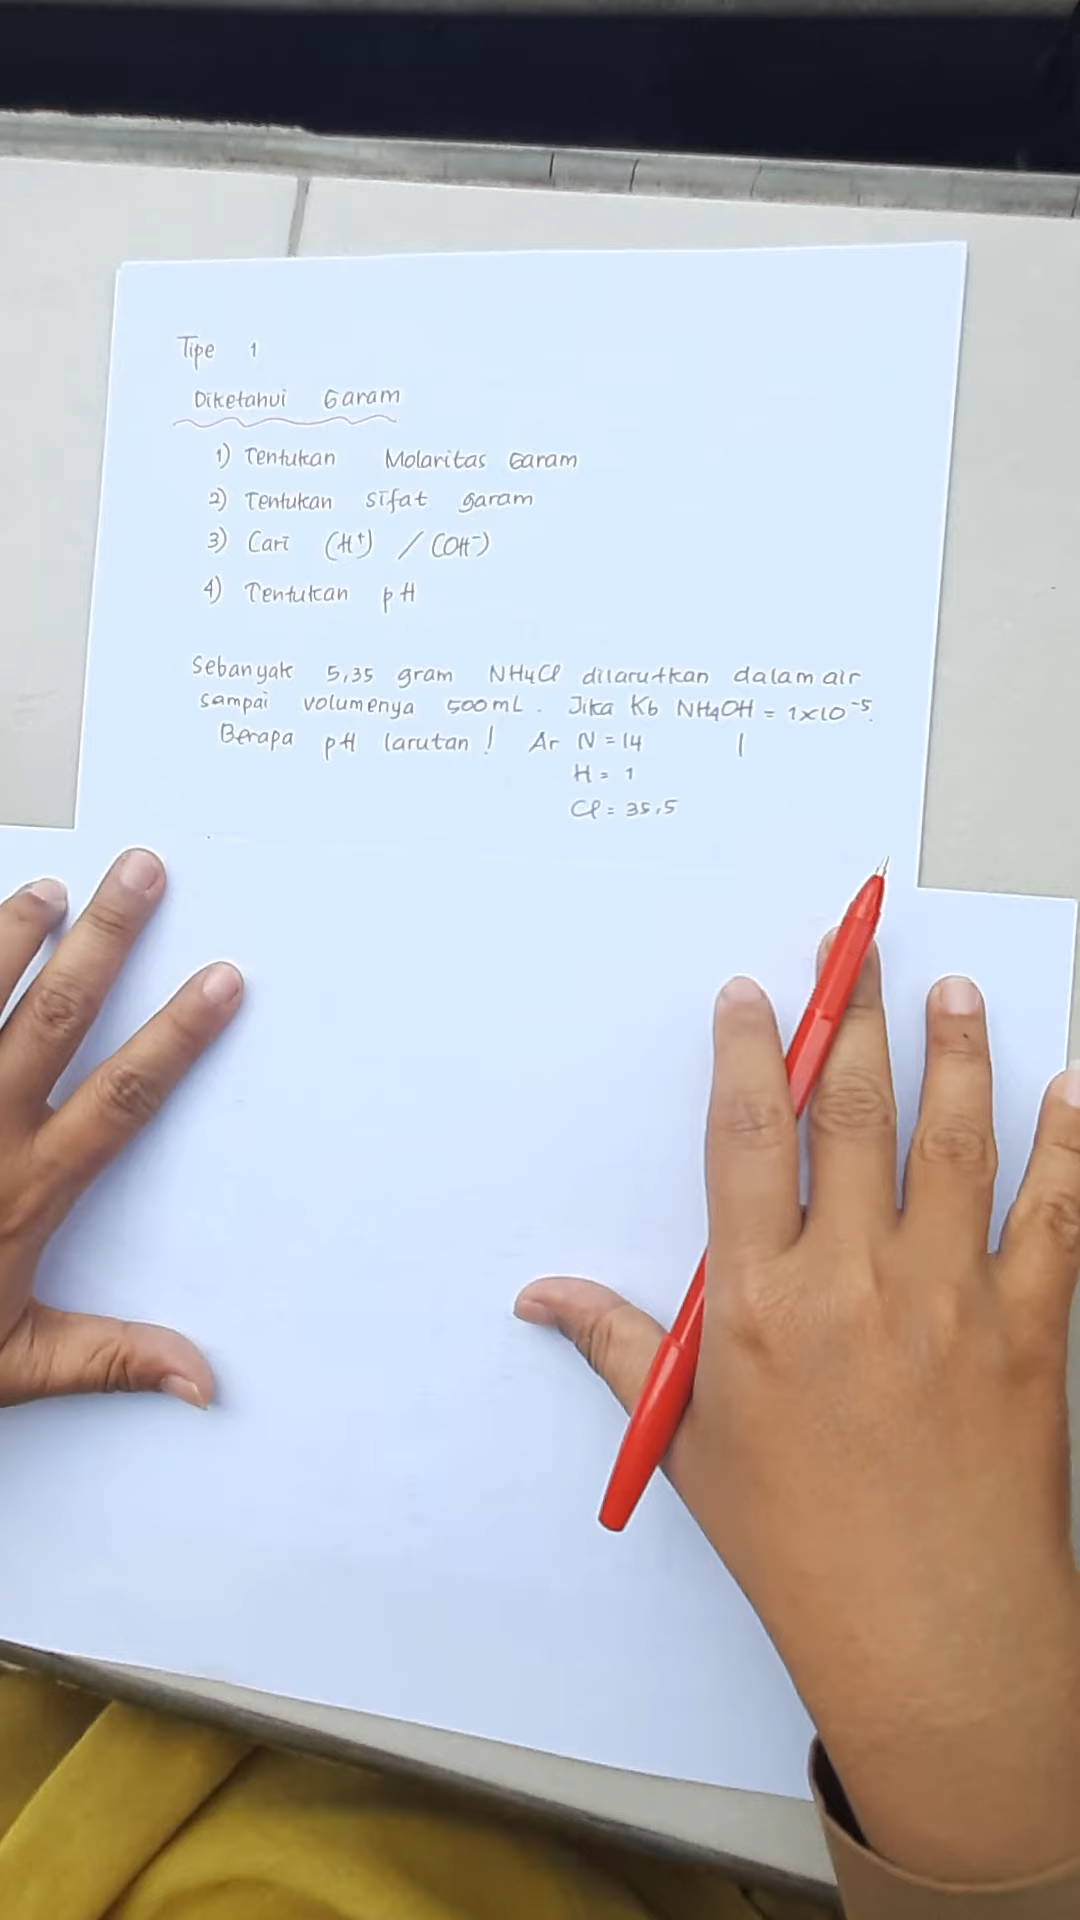 Tipe 1
Diketahui Garam
1) Tentukan Molaritas Garam
2) Tentukan sifat garam
3) Cari (H⁺) / (OH⁻)
4) Tentukan pH
Sebanyak 5,35 gram NH4Cl dilarutkan dalam air
sampai volumenya 500mL. Jika Kb NH4OH = 1x10⁻⁵.
Berapa pH larutan! Ar N = 14
H = 1
Cl = 35,5